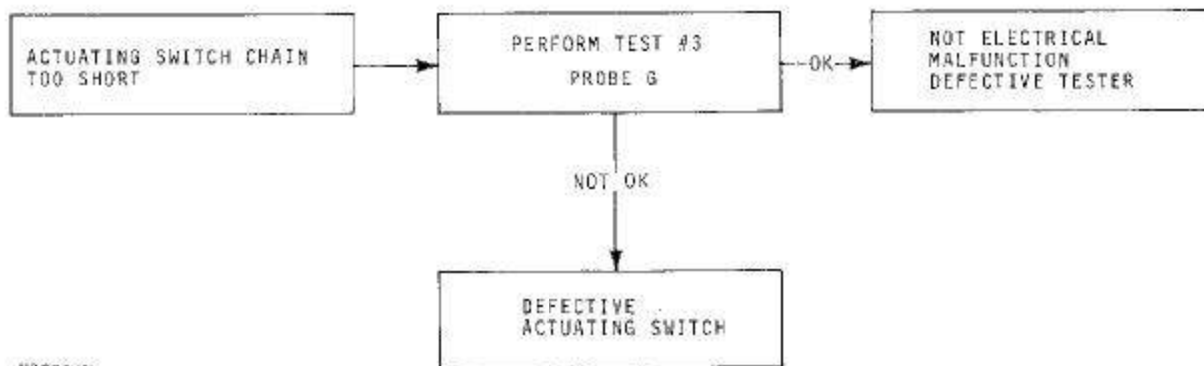 ACTUATING SWITCH CHAIN
TOO SHORT
PERFORM TEST #3
PROBE G
OK
NOT ELECTRICAL
MALFUNCTION
DEFECTIVE TESTER
NOT OK
DEFECTIVE
ACTUATING SWITCH